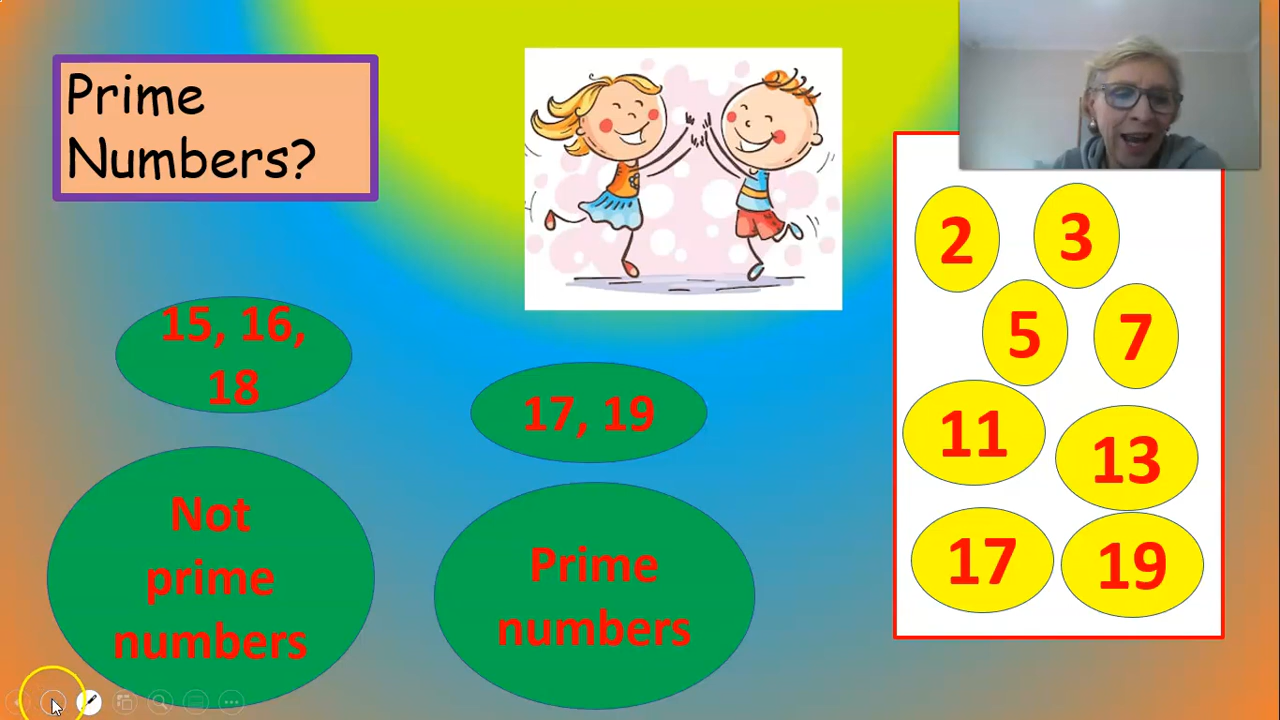 Prime
Numbers?
15, 16,
18
17, 19
Not
prime
numbers
Prime
numbers
2
3
5
7
11
13
17
19